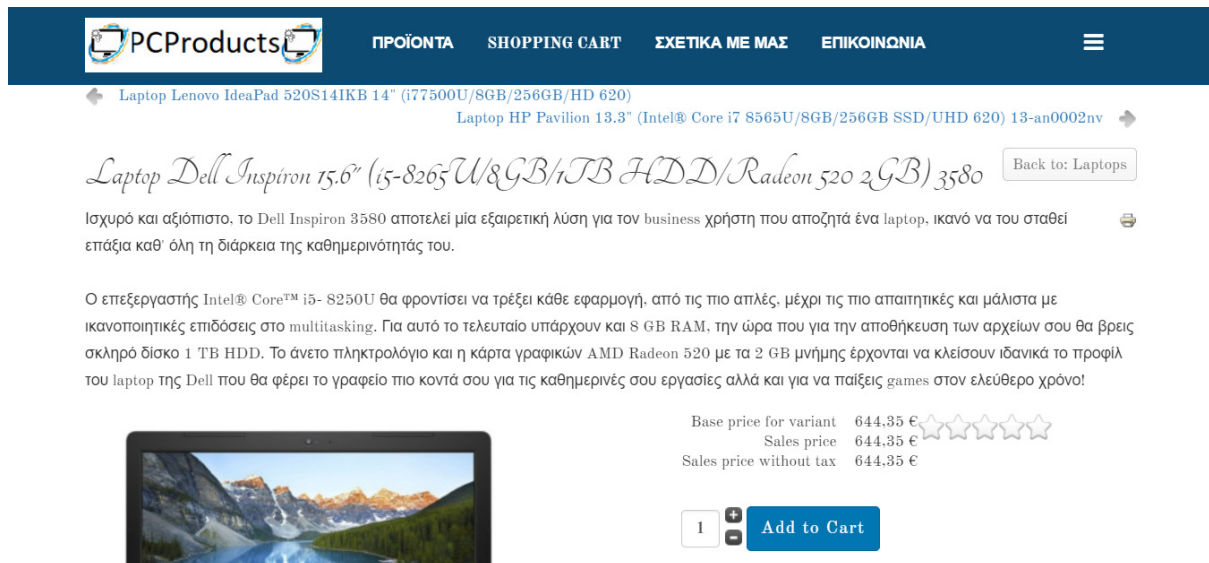 PCProducts
ΠΡΟΪΟΝΤΑ SHOPPING CART ΣΧΕΤΙΚΑ ΜΕ ΜΑΣ ΕΠΙΚΟΙΝΩΝΙΑ
Laptop Lenovo IdeaPad 520S14IKB 14" (i77500U/8GB/256GB/HD 620)
Laptop HP Pavilion 13.3" (Intel® Core i7 8565U/8GB/256GB SSD/UHD 620) 13-an0002nv
Laptop Dell Inspiron 15.6" (i5-8265U/8GB/1TB HDD/Radeon 520 2GB) 3580
Back to: Laptops
Ισχυρό και αξιόπιστο, το Dell Inspiron 3580 αποτελεί μία εξαιρετική λύση για τον business χρήστη που αποζητά ένα laptop, ικανό να του σταθεί
επάξια καθ' όλη τη διάρκεια της καθημερινότητάς του.
Ο επεξεργαστής Intel® Core™ i5- 8250U θα φροντίσει να τρέξει κάθε εφαρμογή, από τις πιο απλές, μέχρι τις πιο απαιτητικές και μάλιστα με
ικανοποιητικές επιδόσεις στο multitasking. Για αυτό το τελευταίο υπάρχουν και 8 GB RAM, την ώρα που για την αποθήκευση των αρχείων σου θα βρεις
σκληρό δίσκο 1 TB HDD. Το άνετο πληκτρολόγιο και η κάρτα γραφικών AMD Radeon 520 με τα 2 GB μνήμης έρχονται να κλείσουν ιδανικά το προφίλ
του laptop της Dell που θα φέρει το γραφείο πιο κοντά σου για τις καθημερινές σου εργασίες αλλά και για να παίξεις games στον ελεύθερο χρόνο!
Base price for variant 644,35 €
Sales price 644,35 €
Sales price without tax 644,35 €
1
Add to Cart